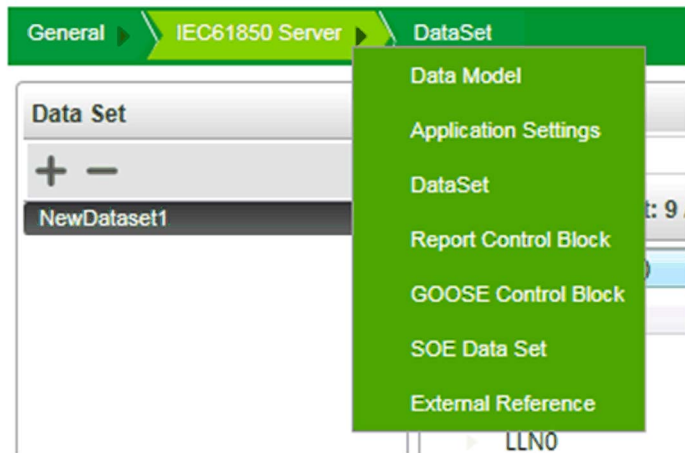 General IEC61850 Server DataSet
Data Set
NewDataset1
Data Model
Application Settings
DataSet
Report Control Block
GOOSE Control Block
SOE Data Set
External Reference
t: 9
LLN0